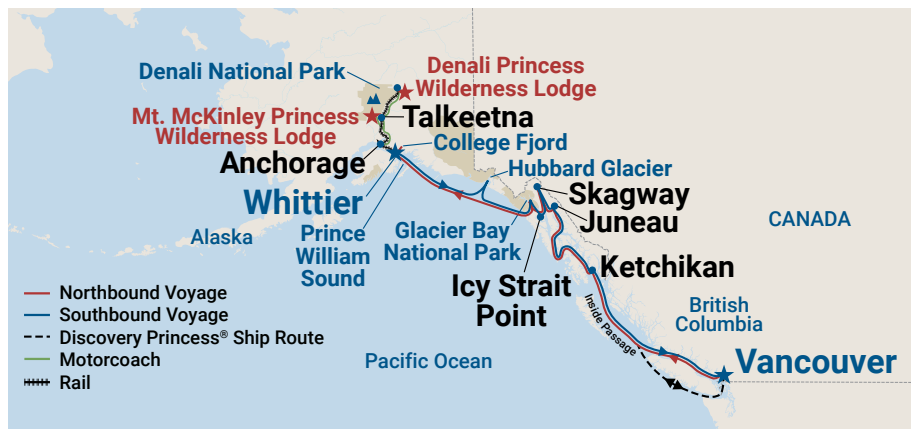 Denali National Park
Denali Princess
Wilderness Lodge
Mt. McKinley Princess
Wilderness Lodge
Talkeetna
College Fjord
Anchorage
Hubbard Glacier
Whittier
Skagway
Juneau
Alaska
Prince
William
Sound
Glacier Bay
National Park
CANADA
Icy Strait
Point
Ketchikan
Northbound Voyage
Southbound Voyage
Discovery Princess® Ship Route
Motorcoach
Rail
Inside Passage
British
Columbia
Pacific Ocean
Vancouver